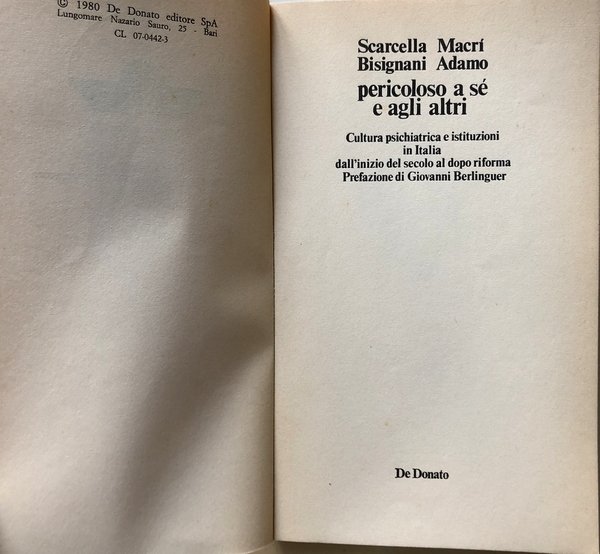 © 1980 De Donato editore SpA
Lungomare Nazario Sauro, 25 - Bari
CL 07-0442-3
Scarcella Macrí
Bisignani Adamo
pericoloso a sé
e agli altri
Cultura psichiatrica e istituzioni
in Italia
dall'inizio del secolo al dopo riforma
Prefazione di Giovanni Berlinguer
De Donato